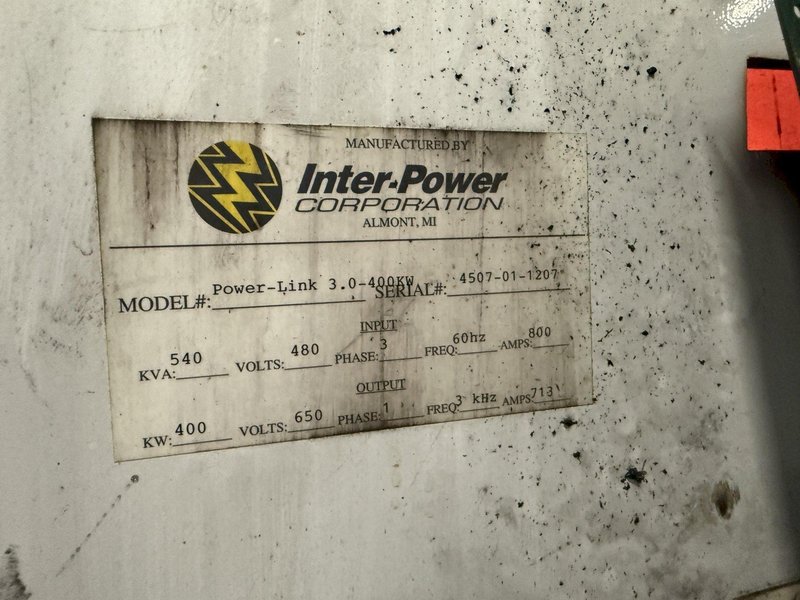 MANUFACTURED BY
Inter-Power
CORPORATION
ALMONT, MI
MODEL#: Power-Link 3.0-400KW SERIAL#: 4507-01-1207
INPUT
KVA: 540 VOLTS: 480 PHASE: 3 FREQ: 60hz AMPS: 800
OUTPUT
KW: 400 VOLTS: 650 PHASE: 1 FREQ: 3 kHz AMPS: 713